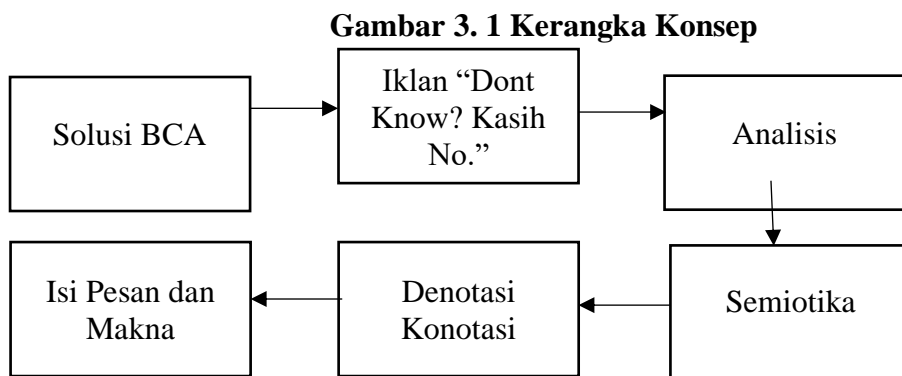 Gambar 3. 1 Kerangka Konsep
Solusi BCA
Iklan “Dont
Know? Kasih
No.”
Analisis
Semiotika
Denotasi
Konotasi
Isi Pesan dan
Makna